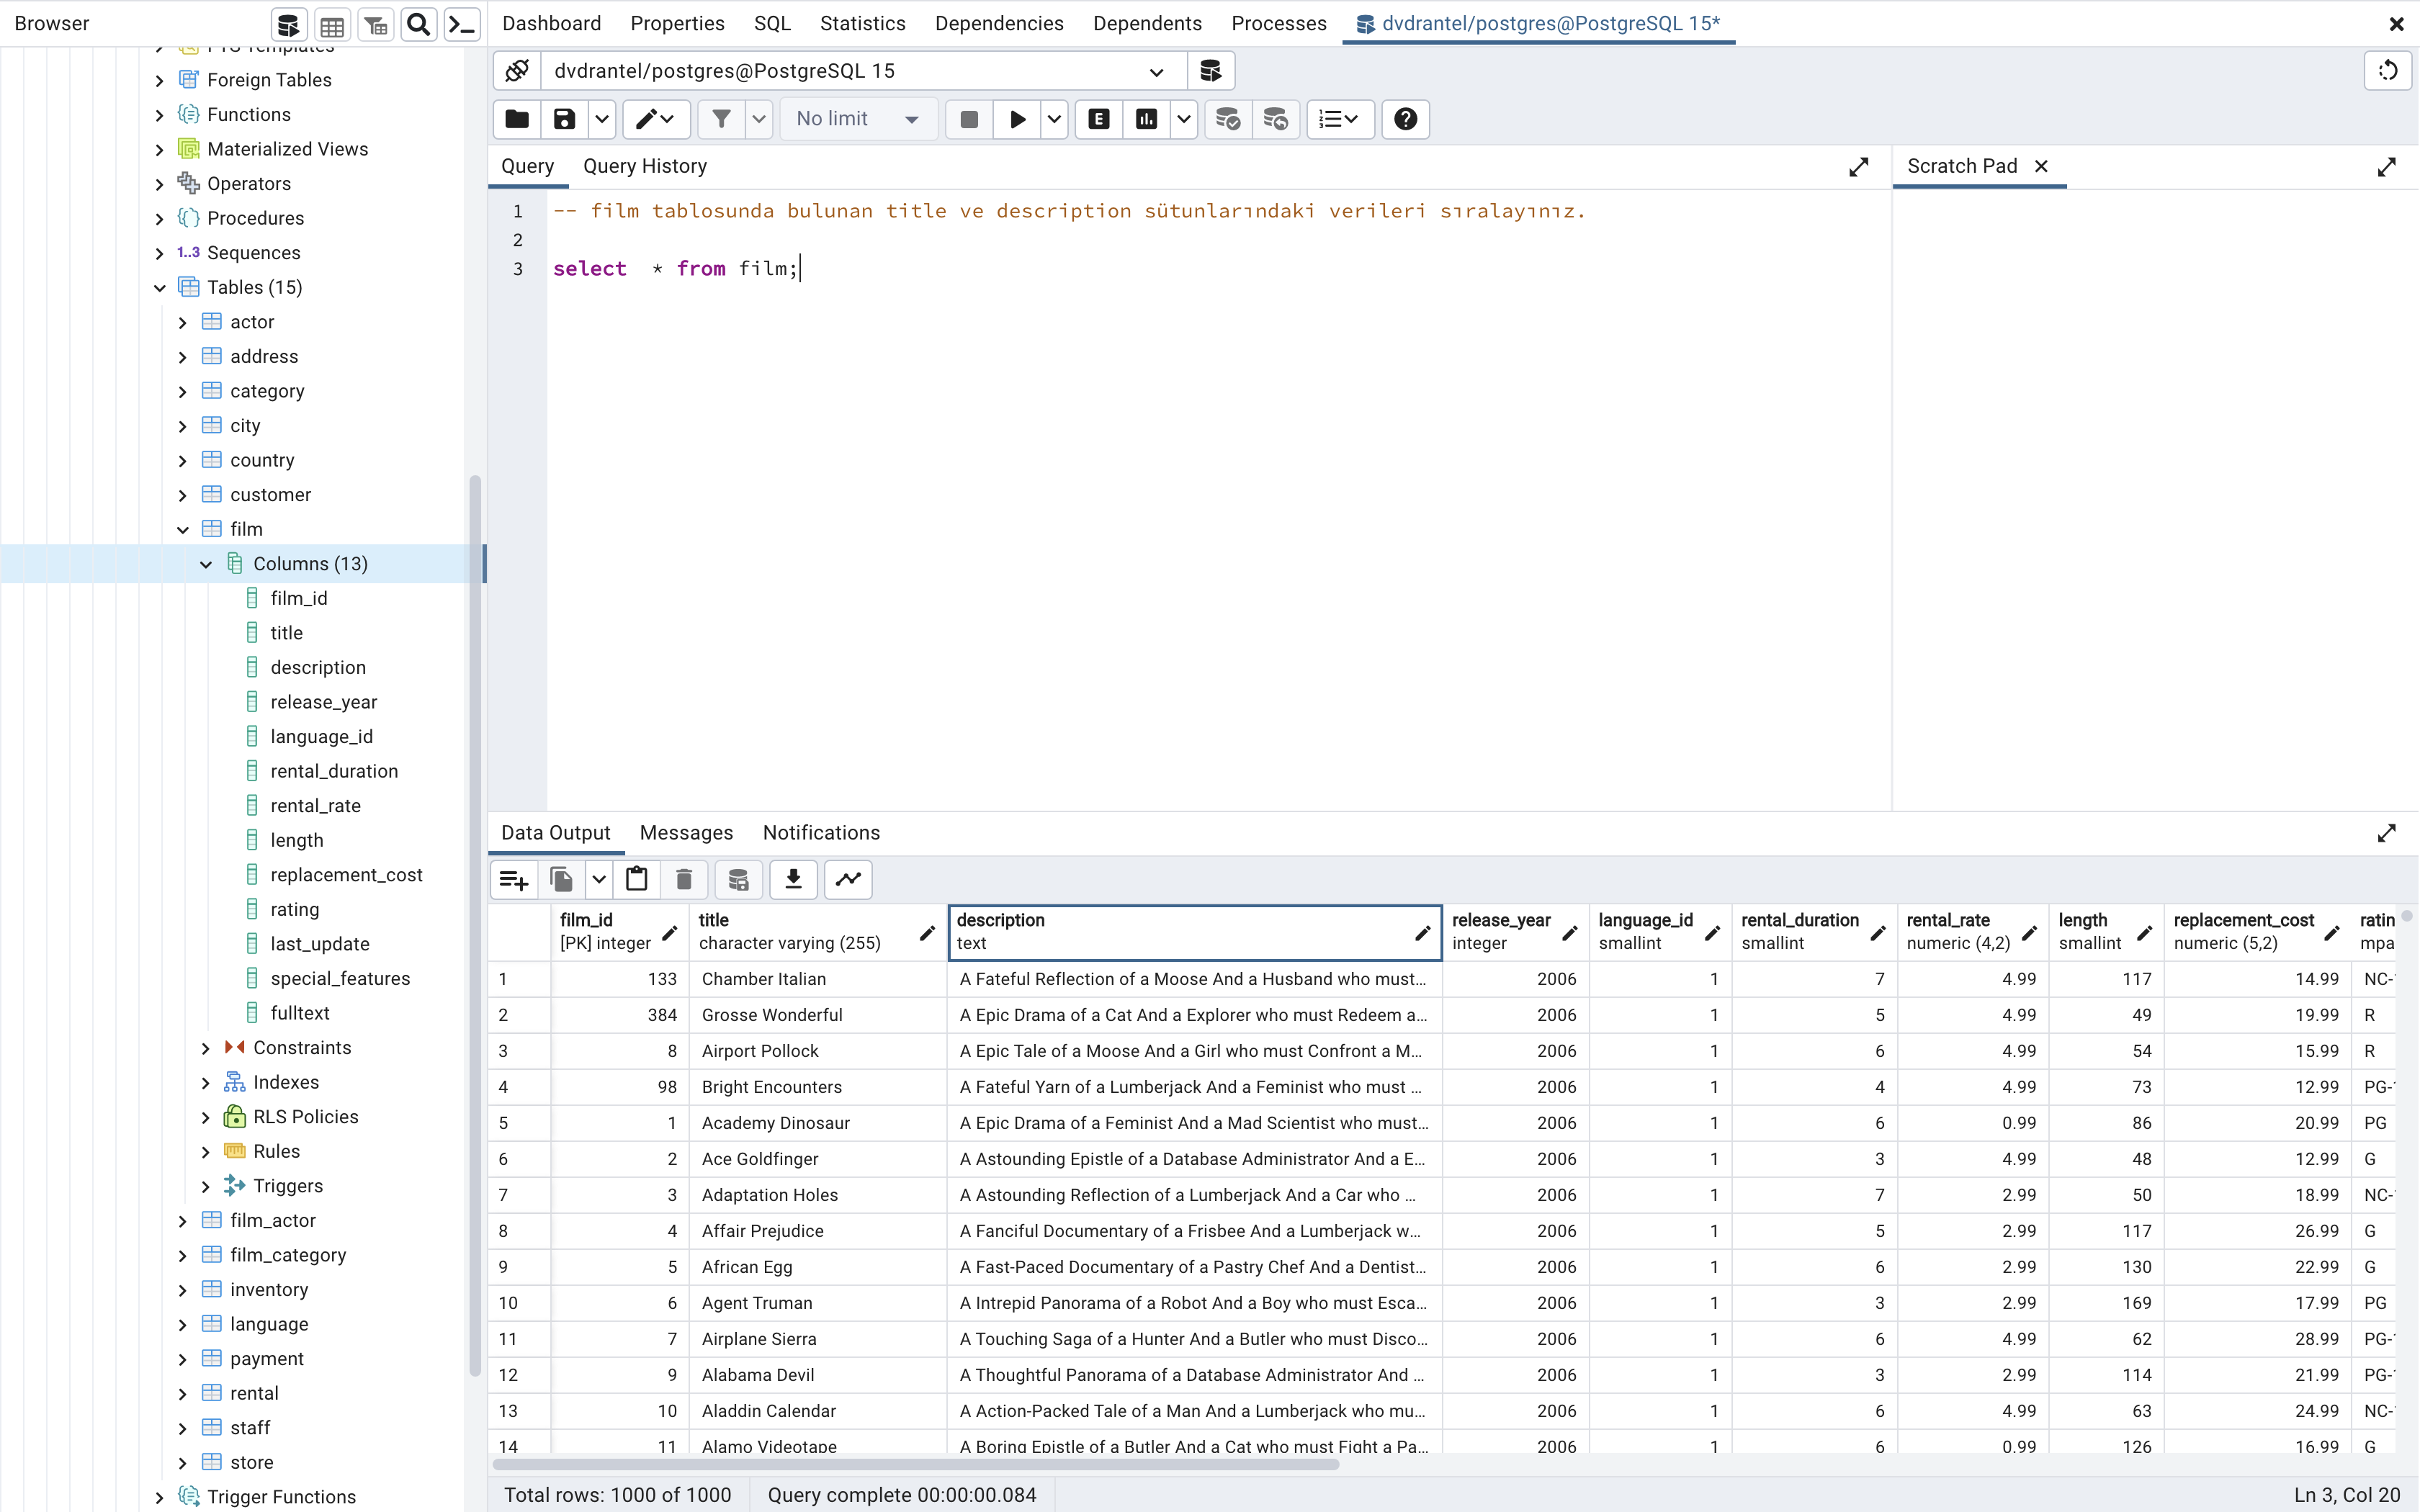 Browser
Dashboard Properties SQL Statistics Dependencies Dependents Processes dvdrantel/postgres@PostgreSQL 15*
FTS Templates
Foreign Tables
Functions
Materialized Views
Operators
Procedures
1..3 Sequences
Tables (15)
actor
address
category
city
country
customer
film
Columns (13)
film_id
title
description
release_year
language_id
rental_duration
rental_rate
length
replacement_cost
rating
last_update
special_features
fulltext
Constraints
Indexes
RLS Policies
Rules
Triggers
film_actor
film_category
inventory
language
payment
rental
staff
store
Trigger Functions
dvdrantel/postgres@PostgreSQL 15
No limit E
Query Query History
Scratch Pad
1 -- film tablosunda bulunan title ve description sütunlarındaki verileri sıralayınız.
2
3 select * from film;
Data Output Messages Notifications
film_id title description release_year language_id rental_duration rental_rate length replacement_cost ratin
[PK] integer character varying (255) text integer smallint smallint numeric (4,2) smallint numeric (5,2) mpa
1 133 Chamber Italian A Fateful Reflection of a Moose And a Husband who must... 2006 1 7 4.99 117 14.99 NC-
2 384 Grosse Wonderful A Epic Drama of a Cat And a Explorer who must Redeem a... 2006 1 5 4.99 49 19.99 R
3 8 Airport Pollock A Epic Tale of a Moose And a Girl who must Confront a M... 2006 1 6 4.99 54 15.99 R
4 98 Bright Encounters A Fateful Yarn of a Lumberjack And a Feminist who must ... 2006 1 4 4.99 73 12.99 PG-
5 1 Academy Dinosaur A Epic Drama of a Feminist And a Mad Scientist who must... 2006 1 6 0.99 86 20.99 PG
6 2 Ace Goldfinger A Astounding Epistle of a Database Administrator And a E... 2006 1 3 4.99 48 12.99 G
7 3 Adaptation Holes A Astounding Reflection of a Lumberjack And a Car who ... 2006 1 7 2.99 50 18.99 NC-
8 4 Affair Prejudice A Fanciful Documentary of a Frisbee And a Lumberjack w... 2006 1 5 2.99 117 26.99 G
9 5 African Egg A Fast-Paced Documentary of a Pastry Chef And a Dentist... 2006 1 6 2.99 130 22.99 G
10 6 Agent Truman A Intrepid Panorama of a Robot And a Boy who must Esca... 2006 1 3 2.99 169 17.99 PG
11 7 Airplane Sierra A Touching Saga of a Hunter And a Butler who must Disco... 2006 1 6 4.99 62 28.99 PG-
12 9 Alabama Devil A Thoughtful Panorama of a Database Administrator And ... 2006 1 3 2.99 114 21.99 PG-
13 10 Aladdin Calendar A Action-Packed Tale of a Man And a Lumberjack who mu... 2006 1 6 4.99 63 24.99 NC-
14 11 Alamo Videotape A Boring Epistle of a Butler And a Cat who must Fight a Pa... 2006 1 6 0.99 126 16.99 G
Total rows: 1000 of 1000 Query complete 00:00:00.084 Ln 3, Col 20